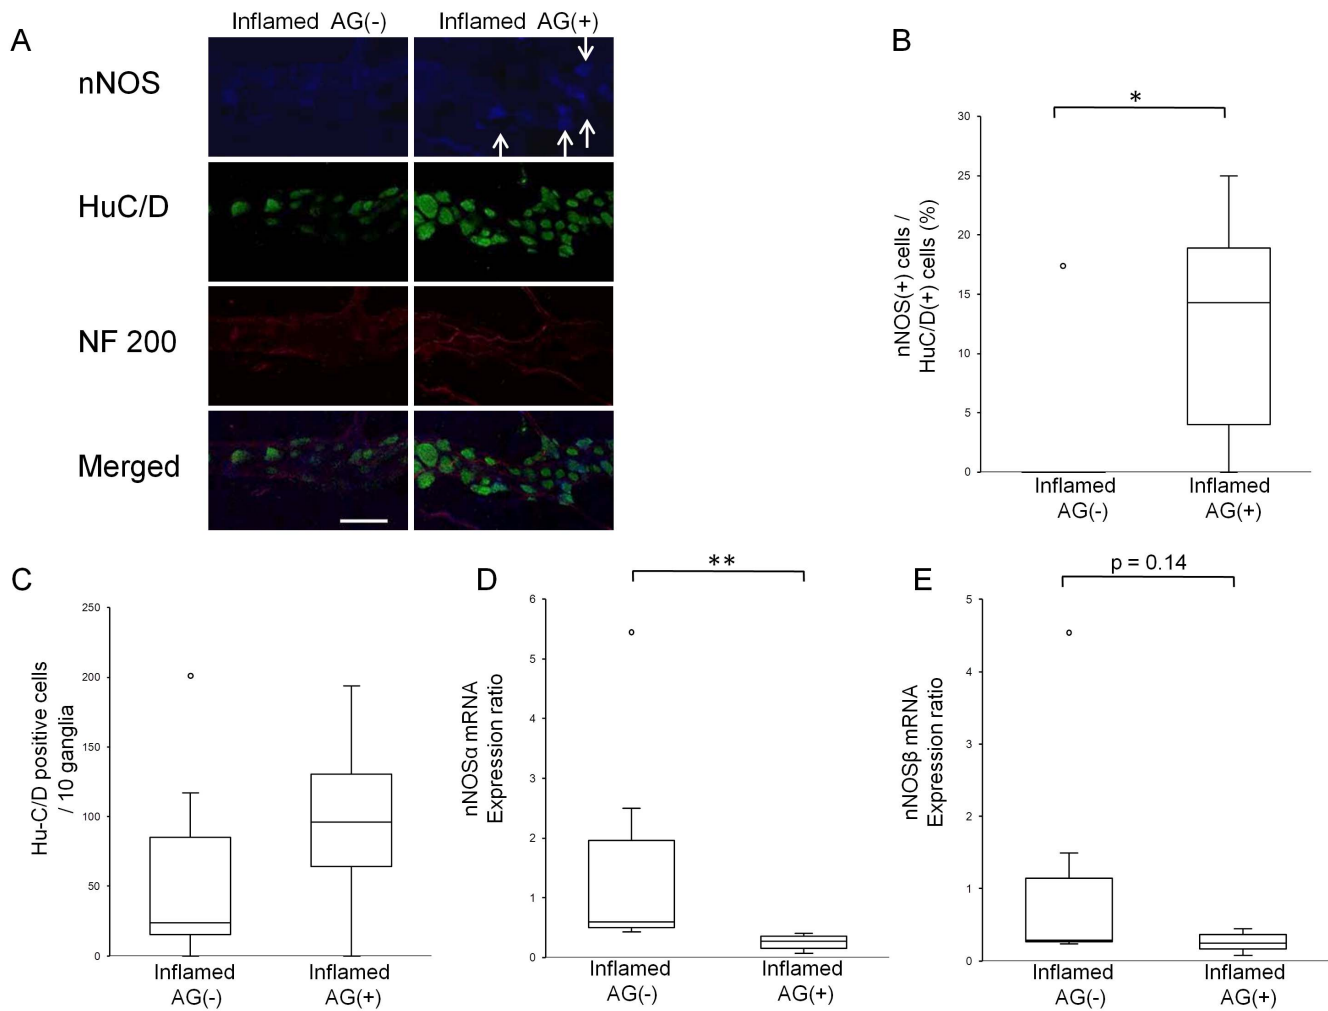 A
Inflamed AG(-)
Inflamed AG(+)
nNOS
HuC/D
NF 200
Merged
B
*
nNOS(+) cells /
HuC/D(+) cells (%)
30
25
20
15
10
5
0
Inflamed
AG(-)
Inflamed
AG(+)
C
Hu-C/D positive cells
/ 10 ganglia
250
200
150
100
50
0
Inflamed
AG(-)
Inflamed
AG(+)
D
**
nNOSα mRNA
Expression ratio
6
5
4
3
2
1
0
Inflamed
AG(-)
Inflamed
AG(+)
E
p = 0.14
nNOSβ mRNA
Expression ratio
5
4
3
2
1
0
Inflamed
AG(-)
Inflamed
AG(+)